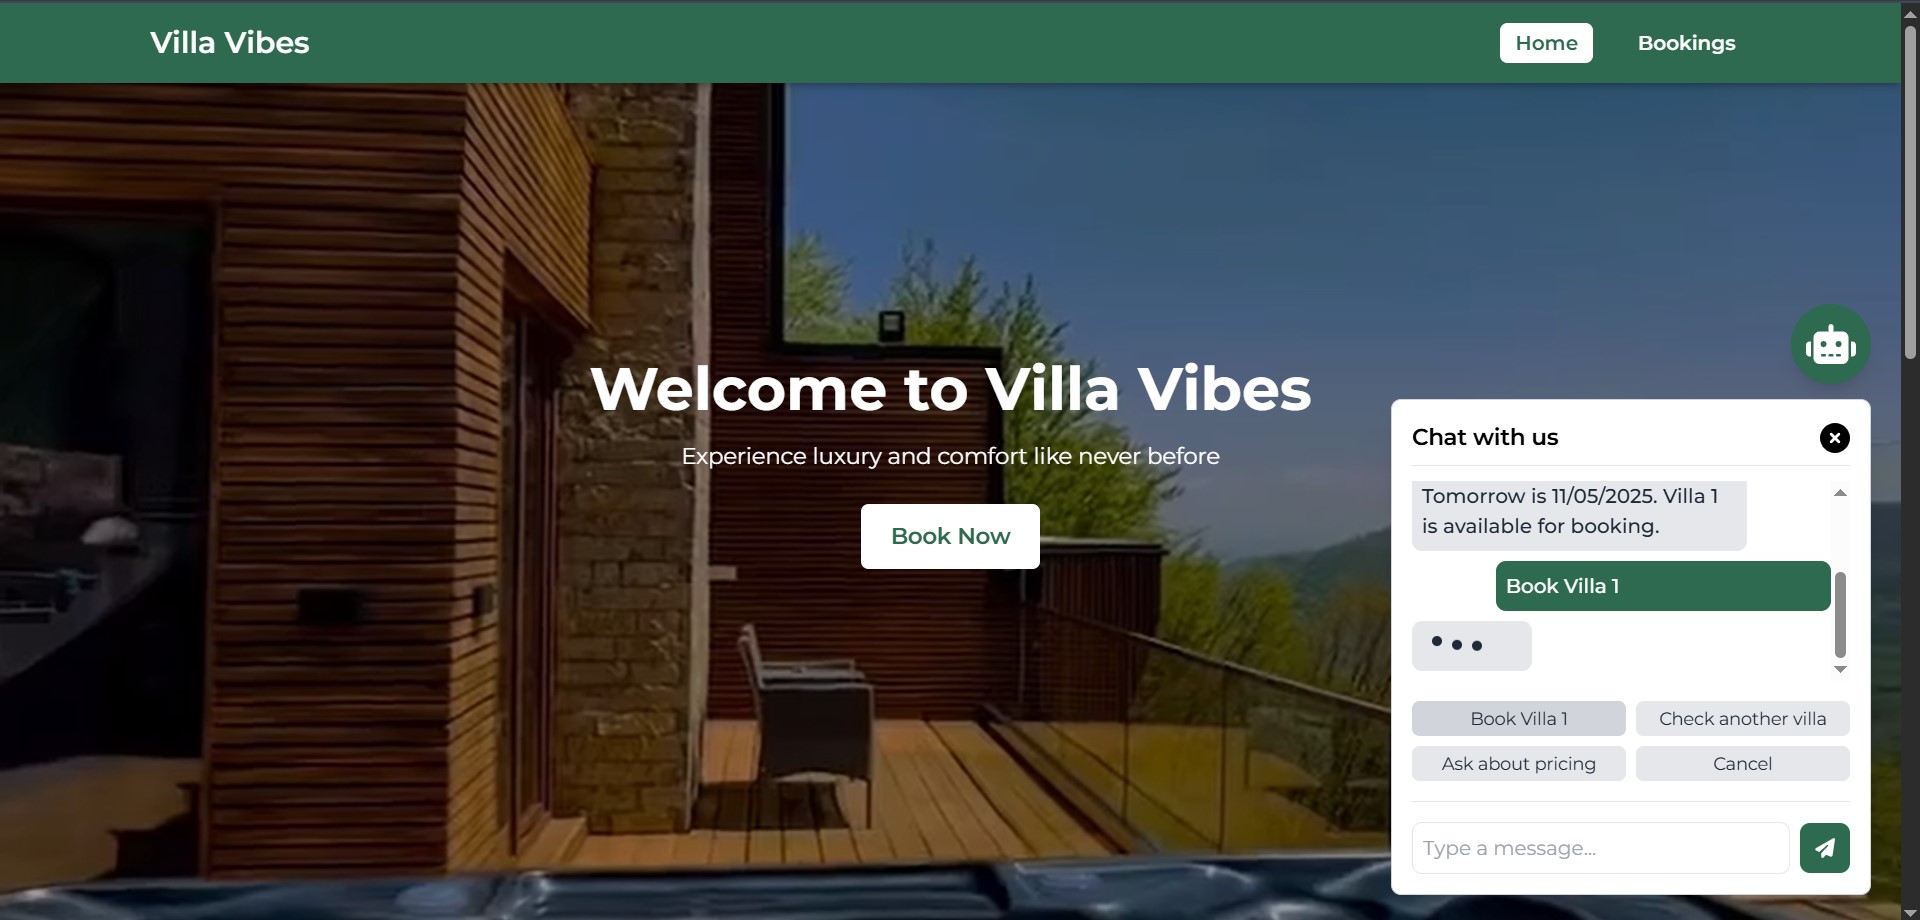 Villa Vibes
Home
Bookings
Welcome to Villa Vibes
Experience luxury and comfort like never before
Book Now
Chat with us
Tomorrow is 11/05/2025. Villa 1
is available for booking.
Book Villa 1
Book Villa 1
Check another villa
Ask about pricing
Cancel
Type a message...